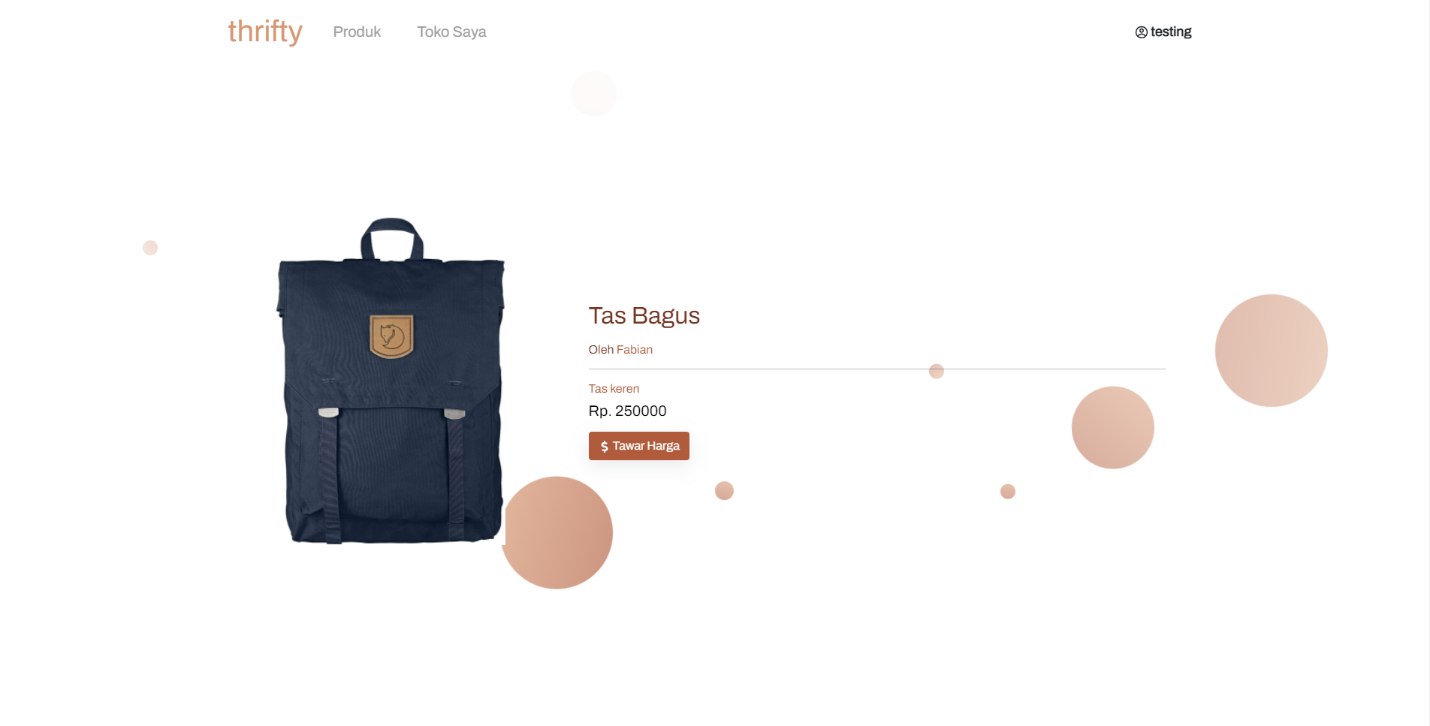 thrifty
Produk
Toko Saya
testing
Tas Bagus
Oleh Fabian
Tas keren
Rp. 250000
$ Tawar Harga